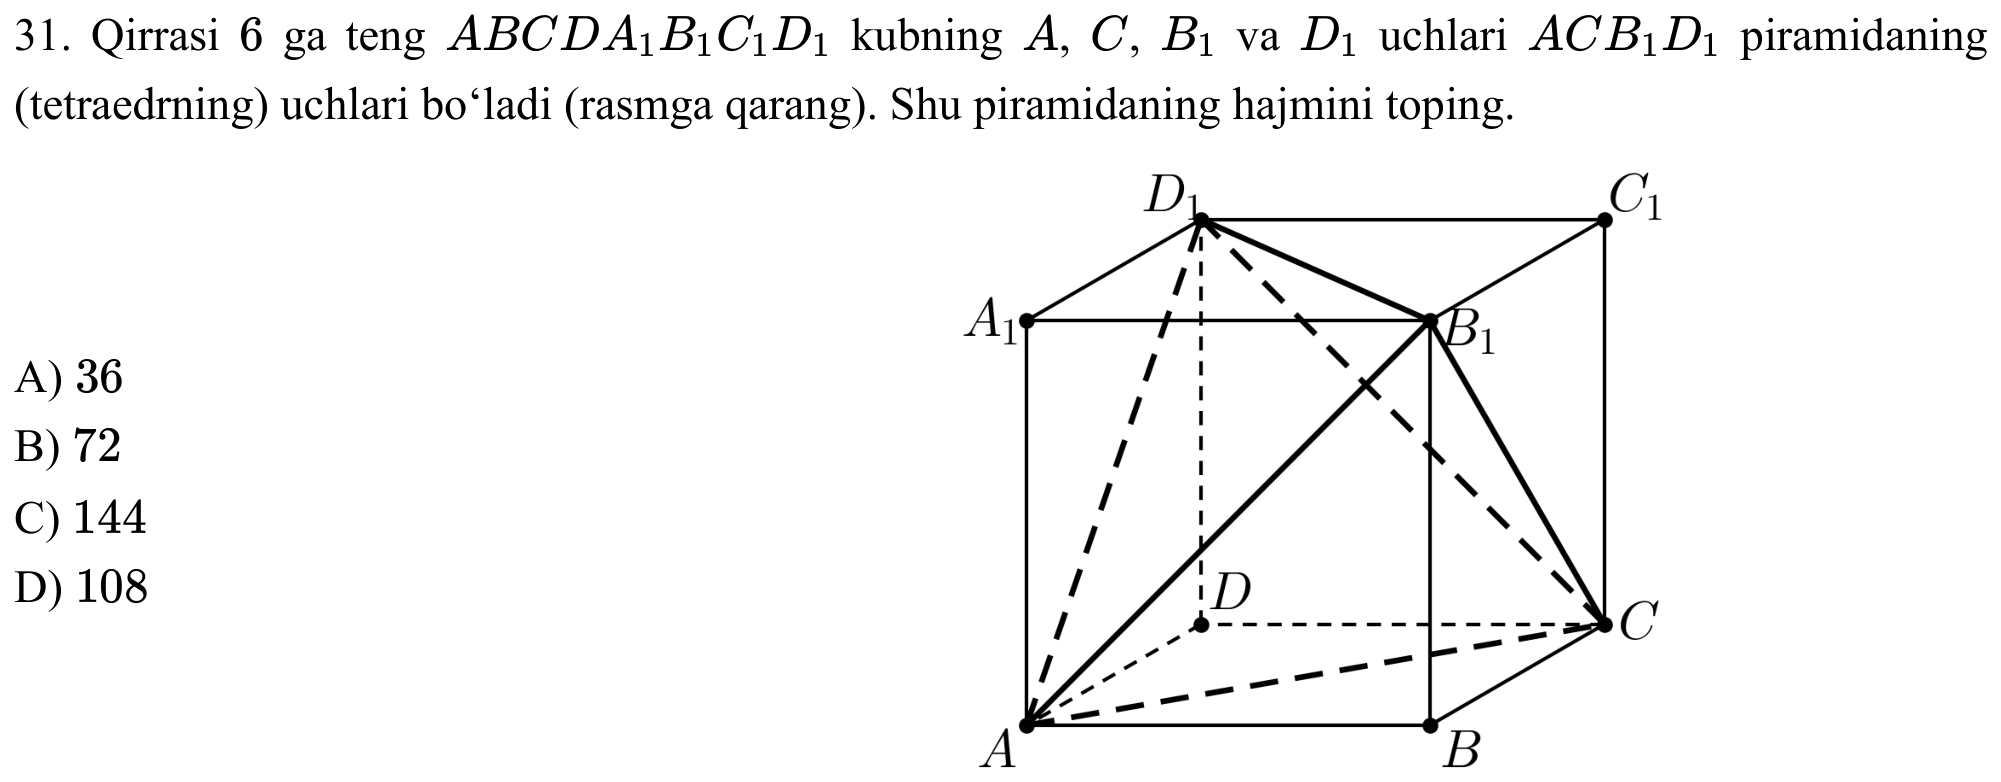 31. Qirrasi 6 ga teng ABCDA₁B₁C₁D₁ kubning A, C, B₁ va D₁ uchlari ACB₁D₁ piramidaning
(tetraedrning) uchlari bo‘ladi (rasmga qarang). Shu piramidaning hajmini toping.
D₁
C₁
A₁
B₁
A) 36
B) 72
C) 144
D) 108
D
C
A
B